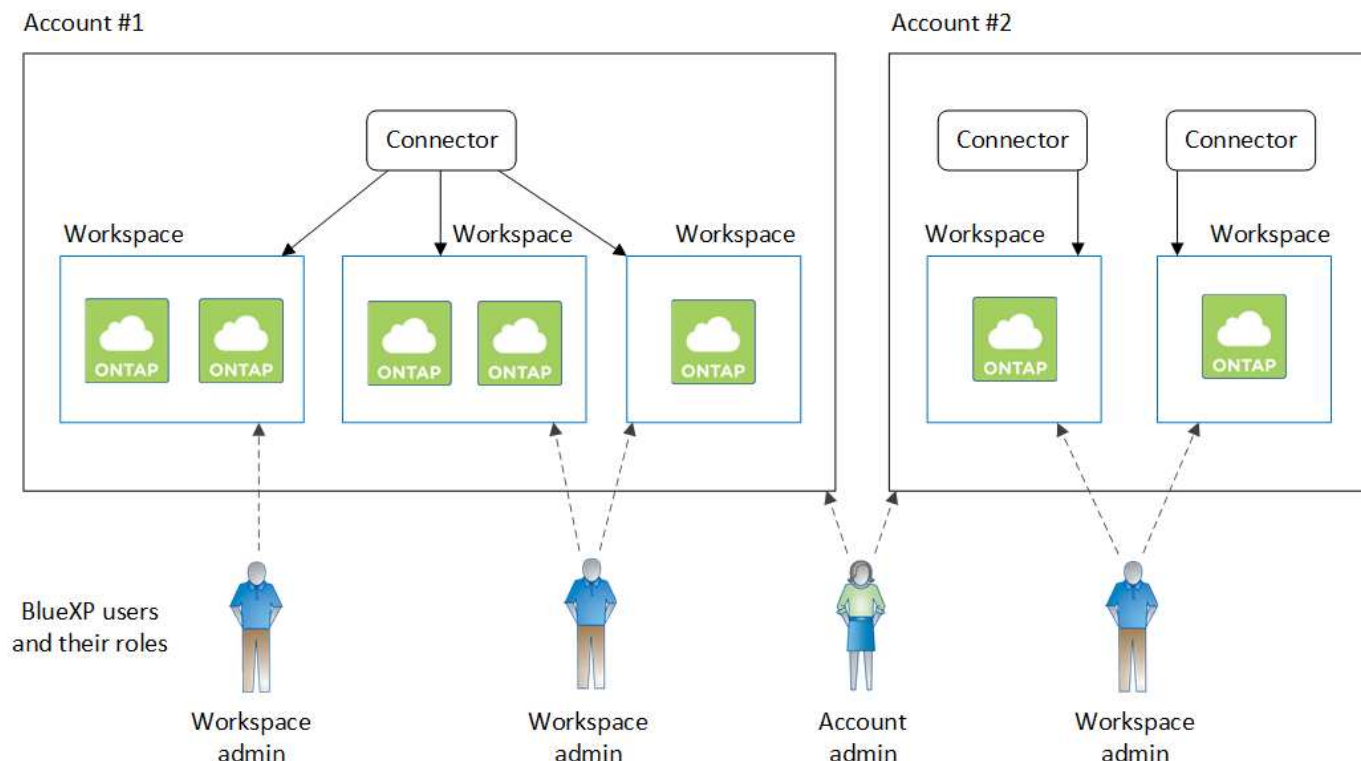 Account #1
Account #2
Connector
Connector
Connector
Workspace
Workspace
Workspace
Workspace
Workspace
ONTAP
ONTAP
ONTAP
ONTAP
ONTAP
ONTAP
ONTAP
BlueXP users
and their roles
Workspace
admin
Workspace
admin
Account
admin
Workspace
admin